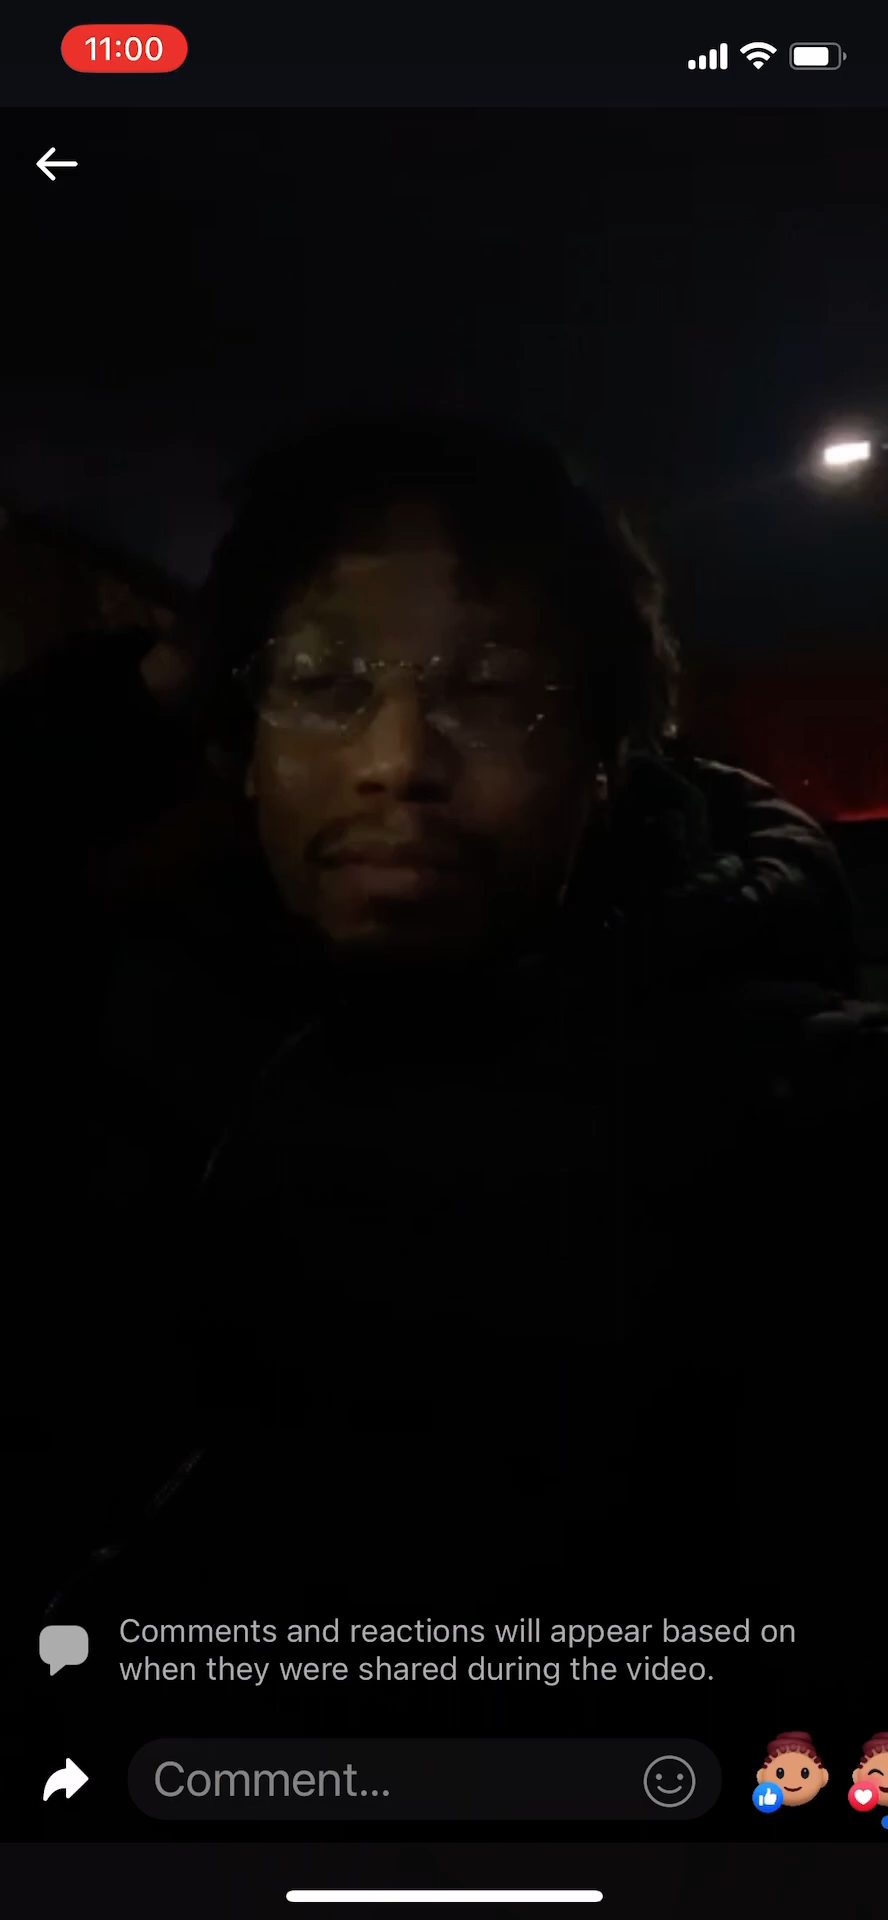 11:00
Comments and reactions will appear based on
when they were shared during the video.
Comment...